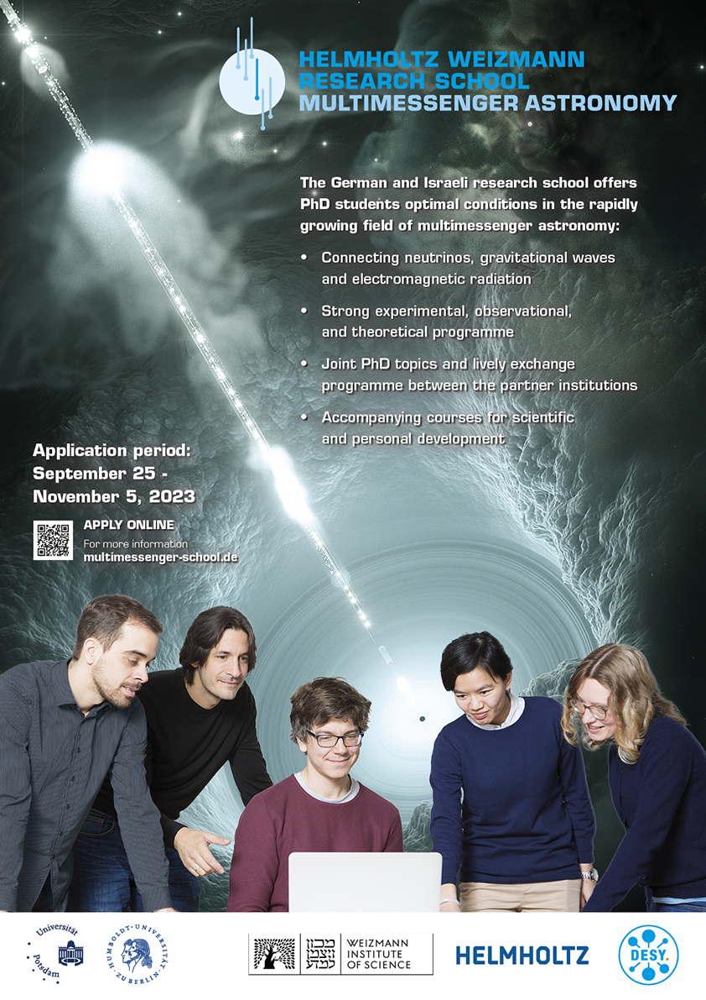 HELMHOLTZ WEIZMANN
RESEARCH SCHOOL
MULTIMESSENGER ASTRONOMY
The German and Israeli research school offers
PhD students optimal conditions in the rapidly
growing field of multimessenger astronomy:
• Connecting neutrinos, gravitational waves
and electromagnetic radiation
• Strong experimental, observational,
and theoretical programme
• Joint PhD topics and lively exchange
programme between the partner institutions
• Accompanying courses for scientific
and personal development
Application period:
September 25 -
November 5, 2023
APPLY ONLINE
For more information
multimessenger-school.de
Universität
Potsdam
HUMBOLDT-UNIVERSITÄT
ZU BERLIN
מכון
ויצמן
למדע
WEIZMANN
INSTITUTE
OF SCIENCE
HELMHOLTZ
DESY.